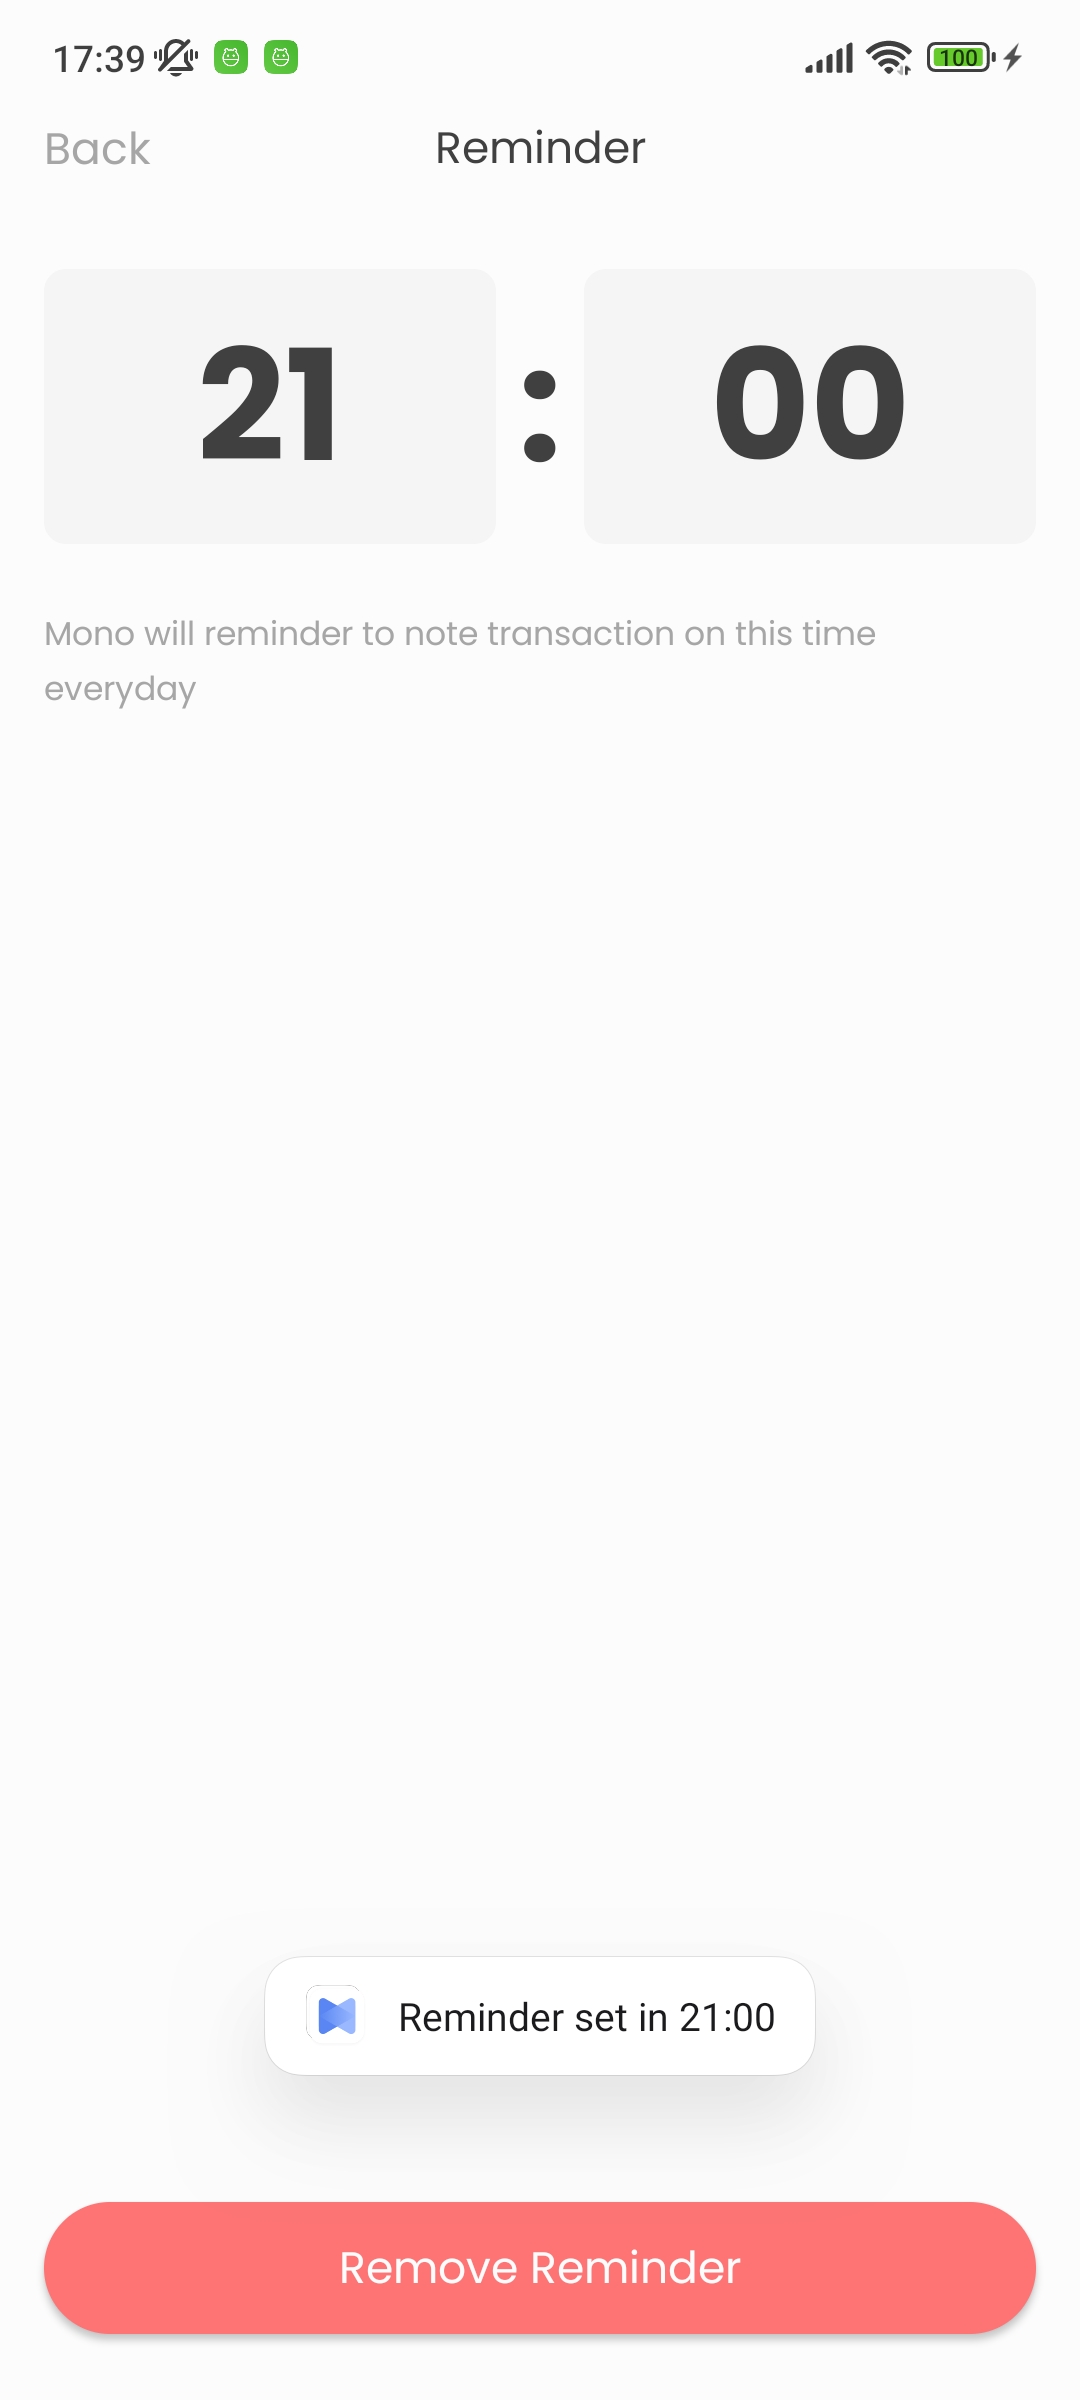 17:39
100
Back
Reminder
21 : 00
Mono will reminder to note transaction on this time
everyday
Reminder set in 21:00
Remove Reminder